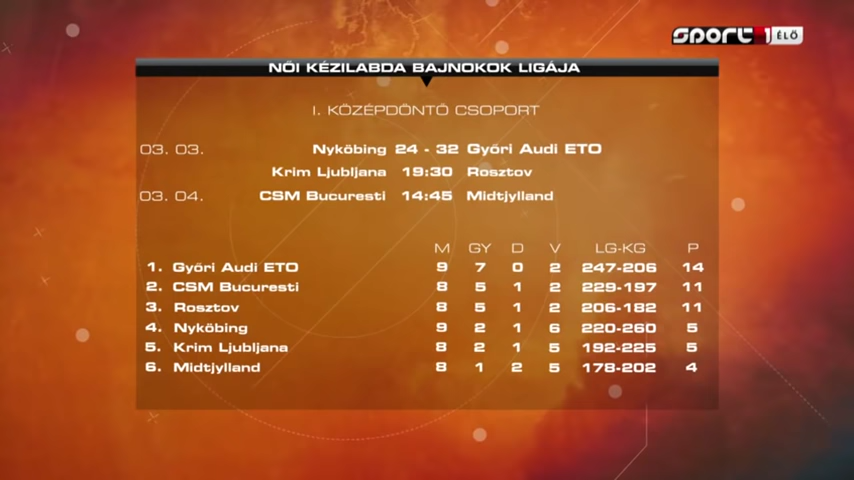 sport1 ÉLŐ
NŐI KÉZILABDA BAJNOKOK LIGÁJA
I. KÖZÉPDÖNTŐ CSOPORT
03. 03. Nyköbing 24 - 32 Győri Audi ETO
Krim Ljubljana 19:30 Rosztov
03. 04. CSM Bucuresti 14:45 Midtjylland
M GY D V LG-KG P
1. Győri Audi ETO 9 7 0 2 247-206 14
2. CSM Bucuresti 8 5 1 2 229-197 11
3. Rosztov 8 5 1 2 206-182 11
4. Nyköbing 9 2 1 6 220-260 5
5. Krim Ljubljana 8 2 1 5 192-225 5
6. Midtjylland 8 1 2 5 178-202 4